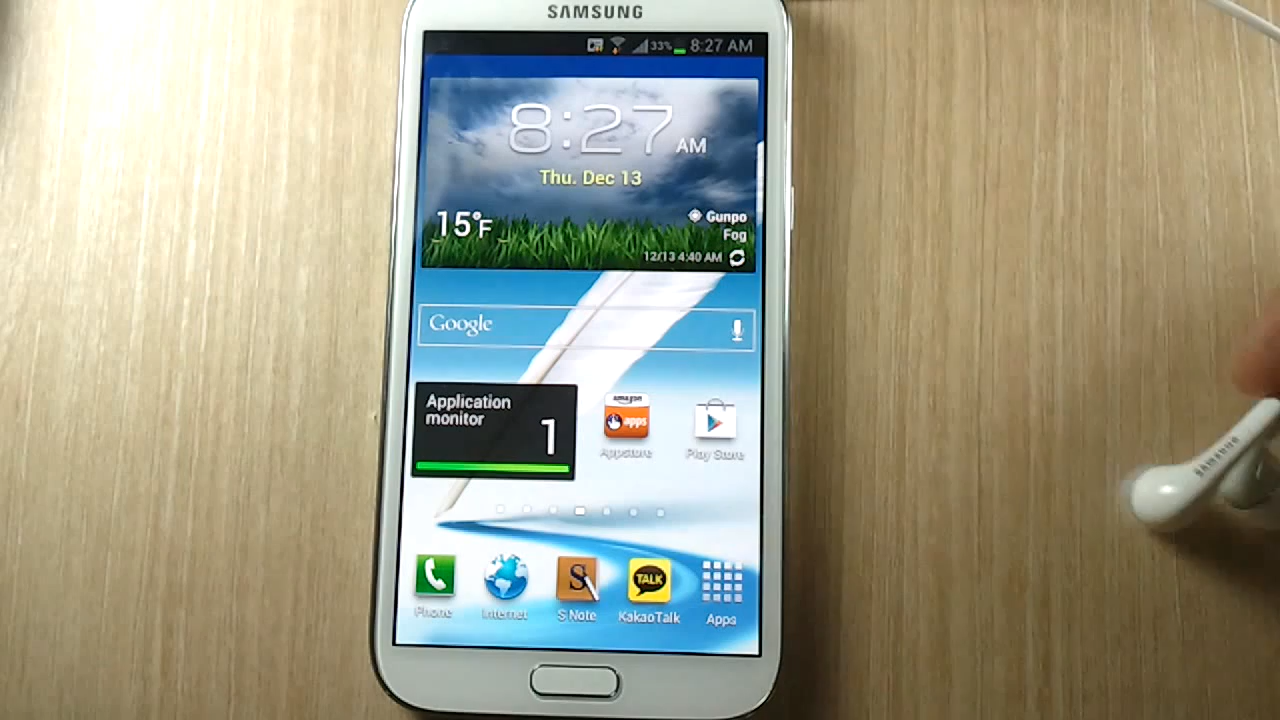 SAMSUNG
33% 8:27 AM
8:27 AM
Thu. Dec 13
15°F
Gunpo
Fog
12/13 4:40 AM
Google
Application
monitor
1
amazon
apps
Appstore
Play Store
S
TALK
Phone
Internet
S Note
KakaoTalk
Apps
SAMSUNG